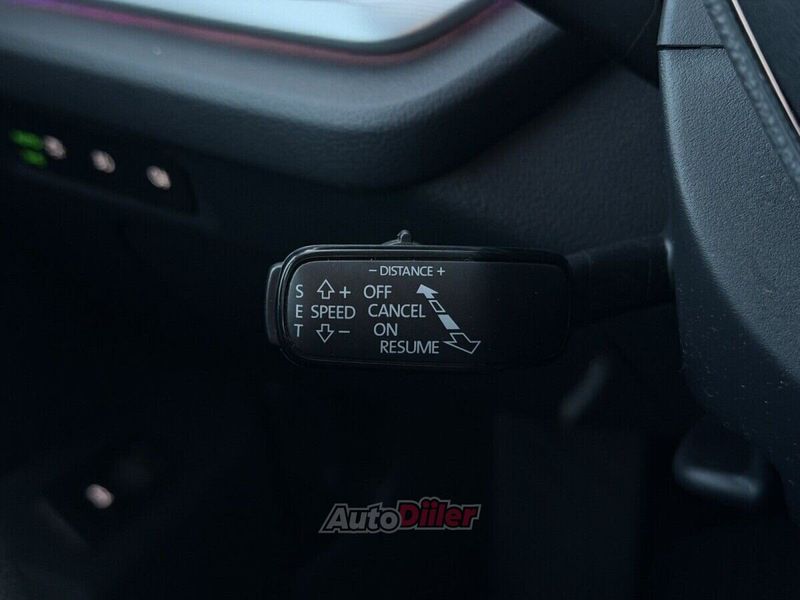 − DISTANCE +
S + OFF
E SPEED CANCEL
T − ON
RESUME
AutoDiiler